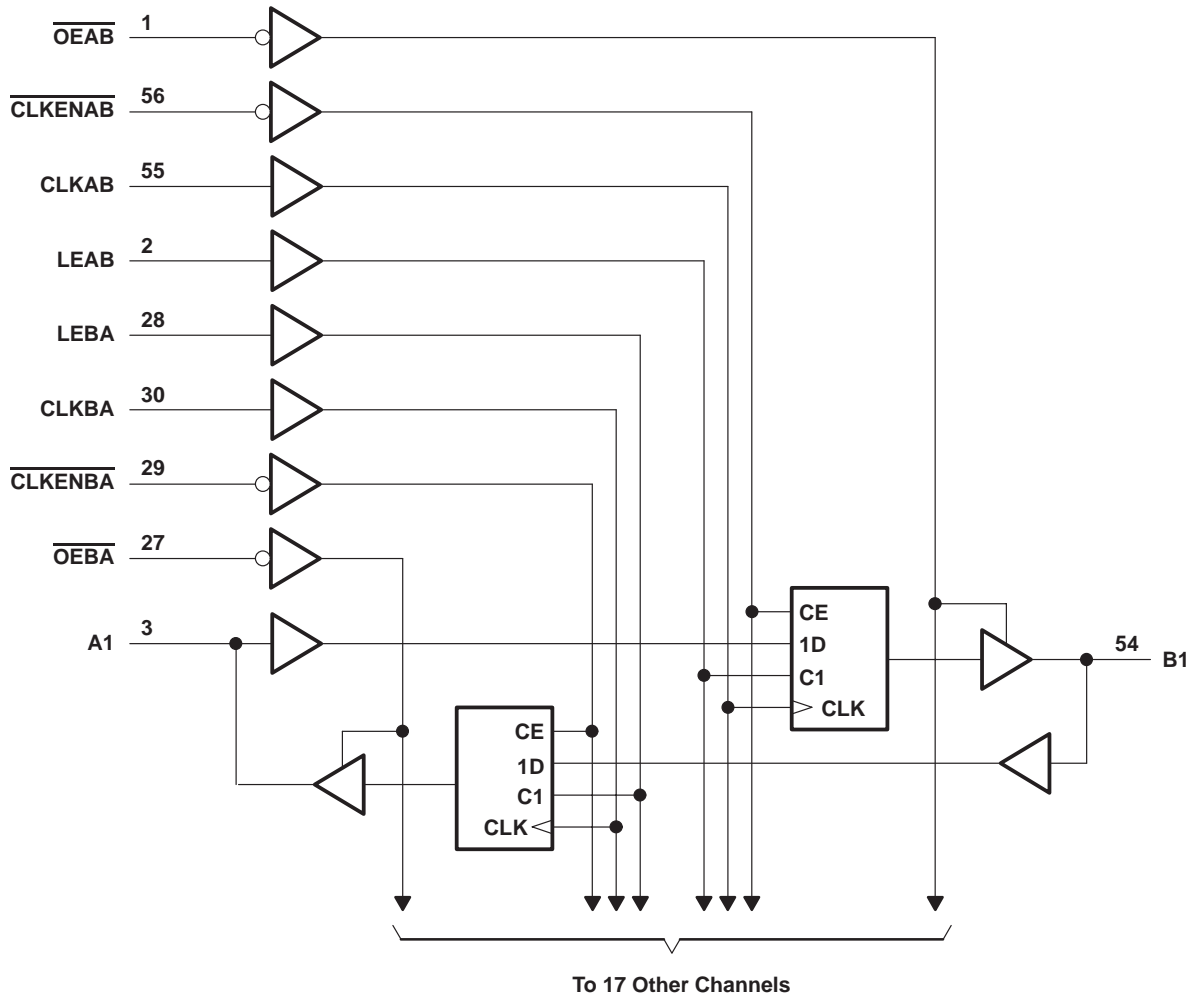 OEAB 1
CLKENAB 56
CLKAB 55
LEAB 2
LEBA 28
CLKBA 30
CLKENBA 29
OEBA 27
A1 3
CE
1D
C1
CLK
54 B1
CE
1D
C1
CLK
To 17 Other Channels